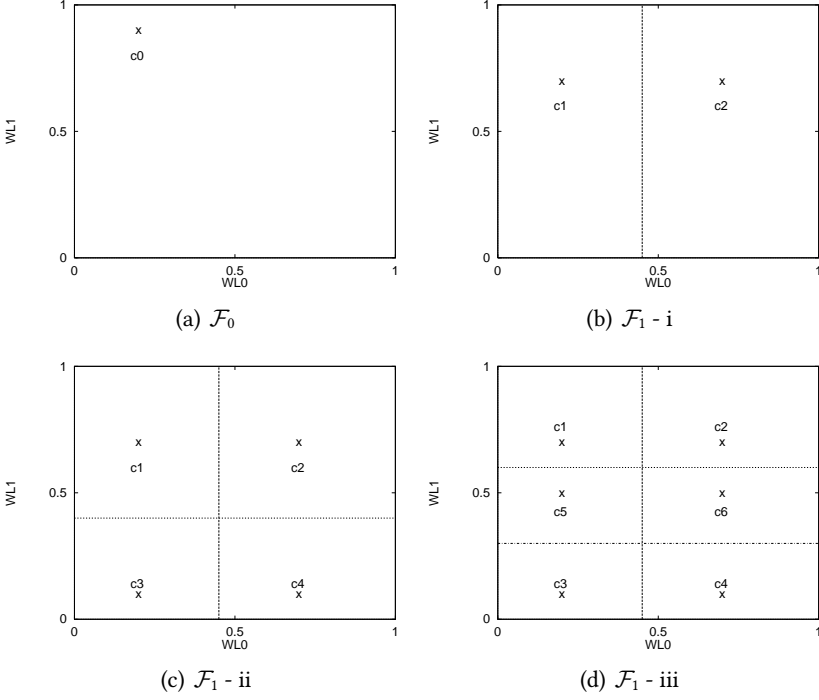 1
x
c0
0.5
WL1
0
0 0.5 1
WL0
(a) F₀
1
x x
c1 c2
0.5
WL1
0
0 0.5 1
WL0
(b) F₁ - i
1
x x
c1 c2
0.5
WL1
c3 c4
x x
0
0 0.5 1
WL0
(c) F₁ - ii
1
c1 c2
x x
0.5
x x
WL1
c5 c6
c3 c4
x x
0
0 0.5 1
WL0
(d) F₁ - iii